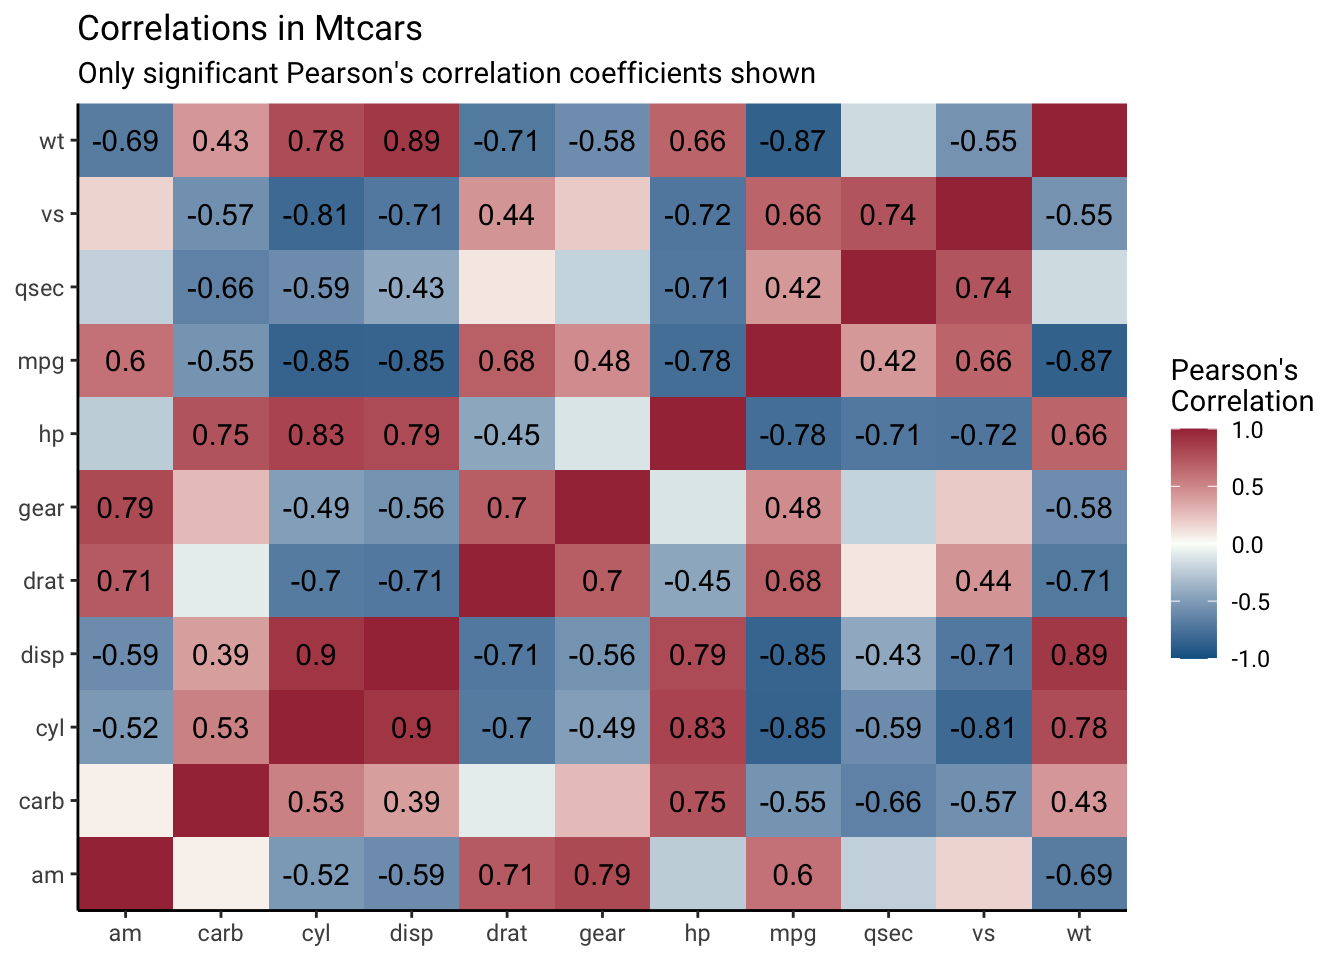 Correlations in Mtcars
Only significant Pearson's correlation coefficients shown
wt -0.69 0.43 0.78 0.89 -0.71 -0.58 0.66 -0.87 -0.55
vs -0.57 -0.81 -0.71 0.44 -0.72 0.66 0.74 -0.55
qsec -0.66 -0.59 -0.43 -0.71 0.42 0.74
mpg 0.6 -0.55 -0.85 -0.85 0.68 0.48 -0.78 0.42 0.66 -0.87
hp 0.75 0.83 0.79 -0.45 -0.78 -0.71 -0.72 0.66
gear 0.79 -0.49 -0.56 0.7 0.48 -0.58
drat 0.71 -0.7 -0.71 0.7 -0.45 0.68 0.44 -0.71
disp -0.59 0.39 0.9 -0.71 -0.56 0.79 -0.85 -0.43 -0.71 0.89
cyl -0.52 0.53 0.9 -0.7 -0.49 0.83 -0.85 -0.59 -0.81 0.78
carb 0.53 0.39 0.75 -0.55 -0.66 -0.57 0.43
am -0.52 -0.59 0.71 0.79 0.6 -0.69
am carb cyl disp drat gear hp mpg qsec vs wt
Pearson's
Correlation
1.0
0.5
0.0
-0.5
-1.0